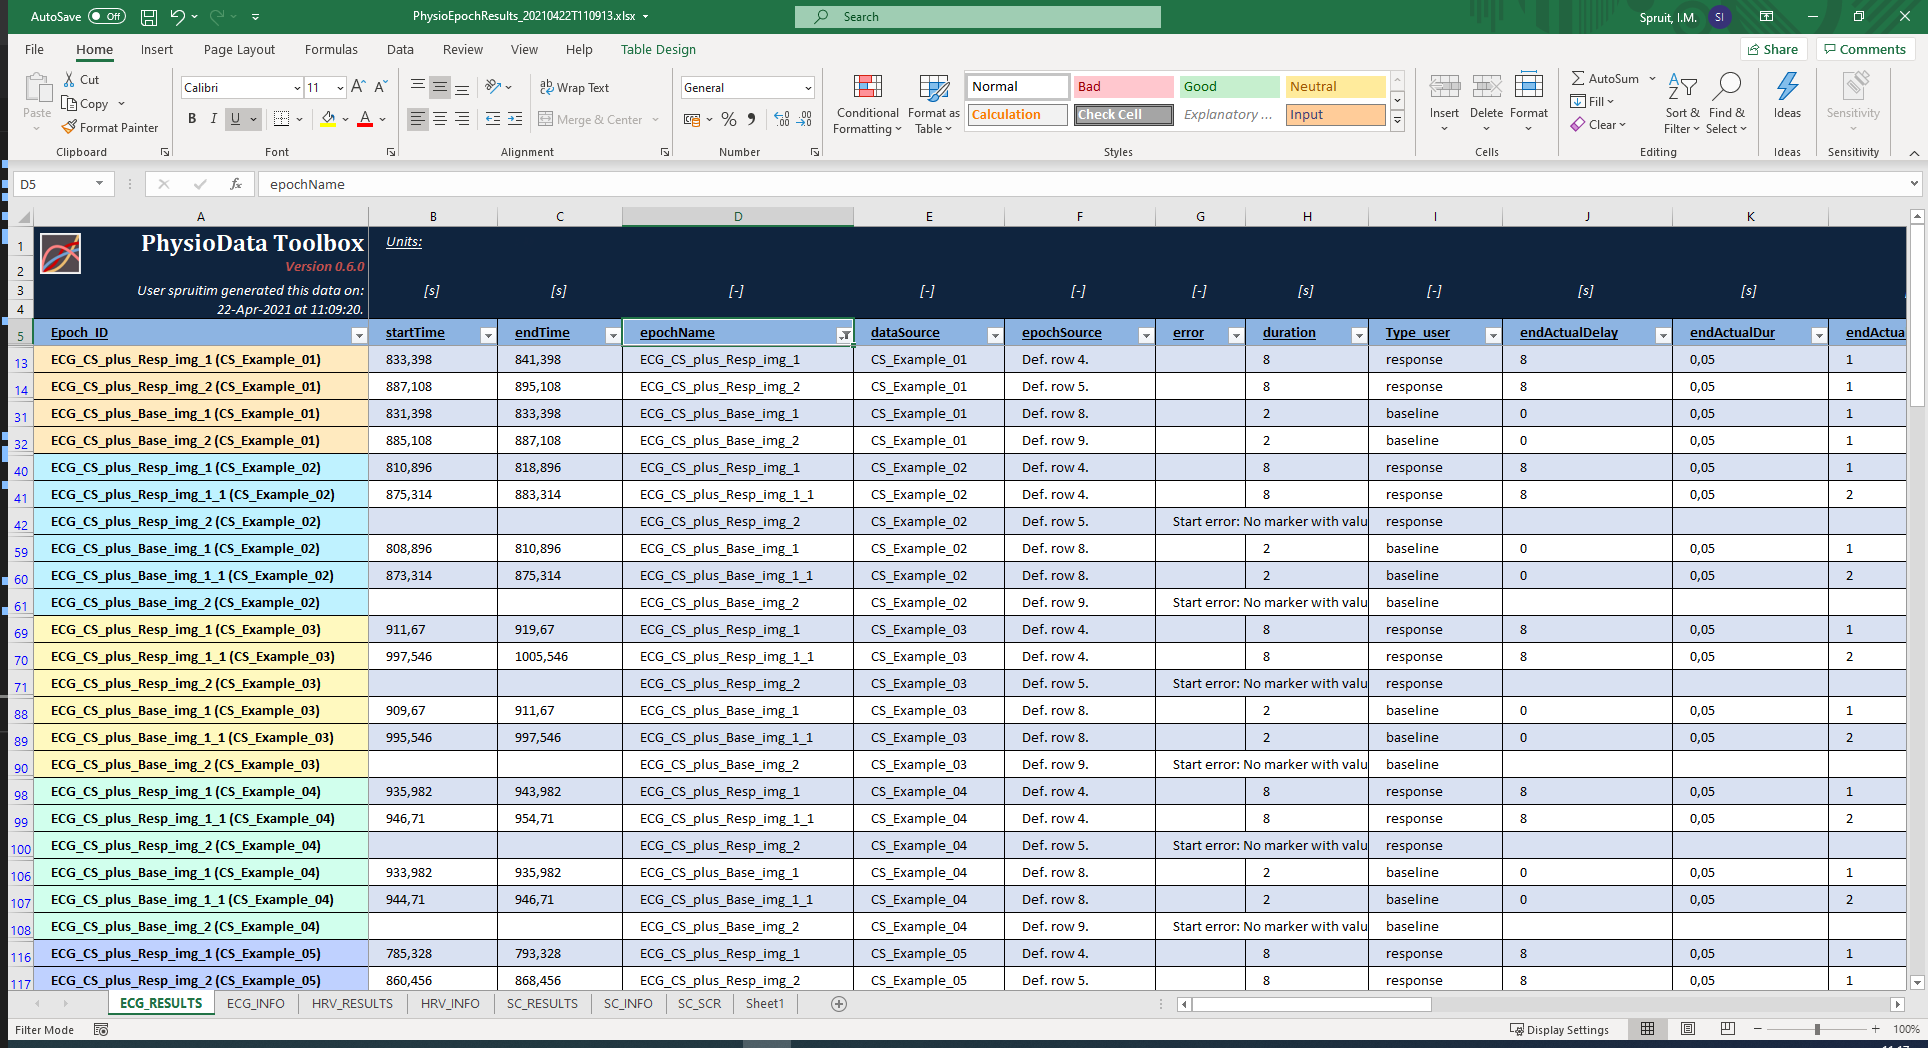 AutoSave Off PhysioEpochResults_20210422T110913.xlsx Search Spruit, I.M. SI
File Home Insert Page Layout Formulas Data Review View Help Table Design Share Comments
Paste Cut Copy Format Painter Clipboard
Calibri 11 B I U A Font
Wrap Text Merge & Center Alignment
General % Number
Conditional Formatting Format as Table
Normal Bad Good Neutral
Calculation Check Cell Explanatory ... Input
Styles
Insert Delete Format Cells
AutoSum Fill Clear Sort & Filter Find & Select Editing
Ideas Ideas
Sensitivity Sensitivity
D5 fx epochName
A B C D E F G H I J K
1 PhysioData Toolbox Units:
2 Version 0.6.0
3 User spruitim generated this data on: [s] [s] [-] [-] [-] [-] [s] [-] [s] [s]
4 22-Apr-2021 at 11:09:20.
5 Epoch_ID startTime endTime epochName dataSource epochSource error duration Type_user endActualDelay endActualDur endActua
13 ECG_CS_plus_Resp_img_1 (CS_Example_01) 833,398 841,398 ECG_CS_plus_Resp_img_1 CS_Example_01 Def. row 4. 8 response 8 0,05 1
14 ECG_CS_plus_Resp_img_2 (CS_Example_01) 887,108 895,108 ECG_CS_plus_Resp_img_2 CS_Example_01 Def. row 5. 8 response 8 0,05 1
31 ECG_CS_plus_Base_img_1 (CS_Example_01) 831,398 833,398 ECG_CS_plus_Base_img_1 CS_Example_01 Def. row 8. 2 baseline 0 0,05 1
32 ECG_CS_plus_Base_img_2 (CS_Example_01) 885,108 887,108 ECG_CS_plus_Base_img_2 CS_Example_01 Def. row 9. 2 baseline 0 0,05 1
40 ECG_CS_plus_Resp_img_1 (CS_Example_02) 810,896 818,896 ECG_CS_plus_Resp_img_1 CS_Example_02 Def. row 4. 8 response 8 0,05 1
41 ECG_CS_plus_Resp_img_1_1 (CS_Example_02) 875,314 883,314 ECG_CS_plus_Resp_img_1_1 CS_Example_02 Def. row 4. 8 response 8 0,05 2
42 ECG_CS_plus_Resp_img_2 (CS_Example_02) ECG_CS_plus_Resp_img_2 CS_Example_02 Def. row 5. Start error: No marker with valu response
59 ECG_CS_plus_Base_img_1 (CS_Example_02) 808,896 810,896 ECG_CS_plus_Base_img_1 CS_Example_02 Def. row 8. 2 baseline 0 0,05 1
60 ECG_CS_plus_Base_img_1_1 (CS_Example_02) 873,314 875,314 ECG_CS_plus_Base_img_1_1 CS_Example_02 Def. row 8. 2 baseline 0 0,05 2
61 ECG_CS_plus_Base_img_2 (CS_Example_02) ECG_CS_plus_Base_img_2 CS_Example_02 Def. row 9. Start error: No marker with valu baseline
69 ECG_CS_plus_Resp_img_1 (CS_Example_03) 911,67 919,67 ECG_CS_plus_Resp_img_1 CS_Example_03 Def. row 4. 8 response 8 0,05 1
70 ECG_CS_plus_Resp_img_1_1 (CS_Example_03) 997,546 1005,546 ECG_CS_plus_Resp_img_1_1 CS_Example_03 Def. row 4. 8 response 8 0,05 2
71 ECG_CS_plus_Resp_img_2 (CS_Example_03) ECG_CS_plus_Resp_img_2 CS_Example_03 Def. row 5. Start error: No marker with valu response
88 ECG_CS_plus_Base_img_1 (CS_Example_03) 909,67 911,67 ECG_CS_plus_Base_img_1 CS_Example_03 Def. row 8. 2 baseline 0 0,05 1
89 ECG_CS_plus_Base_img_1_1 (CS_Example_03) 995,546 997,546 ECG_CS_plus_Base_img_1_1 CS_Example_03 Def. row 8. 2 baseline 0 0,05 2
90 ECG_CS_plus_Base_img_2 (CS_Example_03) ECG_CS_plus_Base_img_2 CS_Example_03 Def. row 9. Start error: No marker with valu baseline
98 ECG_CS_plus_Resp_img_1 (CS_Example_04) 935,982 943,982 ECG_CS_plus_Resp_img_1 CS_Example_04 Def. row 4. 8 response 8 0,05 1
99 ECG_CS_plus_Resp_img_1_1 (CS_Example_04) 946,71 954,71 ECG_CS_plus_Resp_img_1_1 CS_Example_04 Def. row 4. 8 response 8 0,05 2
100 ECG_CS_plus_Resp_img_2 (CS_Example_04) ECG_CS_plus_Resp_img_2 CS_Example_04 Def. row 5. Start error: No marker with valu response
106 ECG_CS_plus_Base_img_1 (CS_Example_04) 933,982 935,982 ECG_CS_plus_Base_img_1 CS_Example_04 Def. row 8. 2 baseline 0 0,05 1
107 ECG_CS_plus_Base_img_1_1 (CS_Example_04) 944,71 946,71 ECG_CS_plus_Base_img_1_1 CS_Example_04 Def. row 8. 2 baseline 0 0,05 2
108 ECG_CS_plus_Base_img_2 (CS_Example_04) ECG_CS_plus_Base_img_2 CS_Example_04 Def. row 9. Start error: No marker with valu baseline
116 ECG_CS_plus_Resp_img_1 (CS_Example_05) 785,328 793,328 ECG_CS_plus_Resp_img_1 CS_Example_05 Def. row 4. 8 response 8 0,05 1
117 ECG_CS_plus_Resp_img_2 (CS_Example_05) 860,456 868,456 ECG_CS_plus_Resp_img_2 CS_Example_05 Def. row 5. 8 response 8 0,05 1
ECG_RESULTS ECG_INFO HRV_RESULTS HRV_INFO SC_RESULTS SC_INFO SC_SCR Sheet1
Filter Mode Display Settings 100%